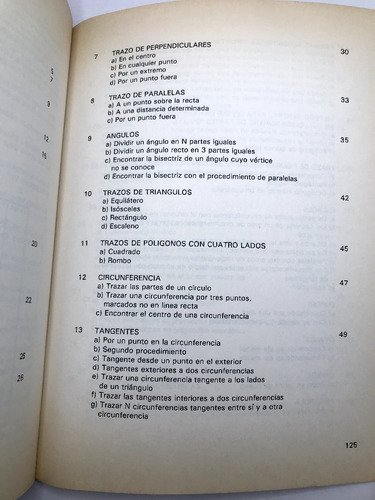 7 TRAZO DE PERPENDICULARES 30
a) En el centro
b) En cualquier punto
c) Por un extremo
d) Por un punto fuera
8 TRAZO DE PARALELAS 33
a) A un punto sobre la recta
b) A una distancia determinada
c) Por un punto fuera
9 ANGULOS 35
a) Dividir un ángulo en N partes iguales
b) Dividir un ángulo recto en 3 partes iguales
c) Encontrar la bisectriz de un ángulo cuyo vértice
no se conoce
d) Encontrar la bisectriz con el procedimiento de paralelas
10 TRAZOS DE TRIANGULOS 42
a) Equilátero
b) Isósceles
c) Rectángulo
d) Escaleno
11 TRAZOS DE POLIGONOS CON CUATRO LADOS 45
a) Cuadrado
b) Rombo
12 CIRCUNFERENCIA 47
a) Trazar las partes de un círculo
b) Trazar una circunferencia por tres puntos,
marcados no en linea recta
c) Encontrar el centro de una circunferencia
13 TANGENTES 49
a) Por un punto en la circunferencia
b) Segundo procedimiento
c) Tangente desde un punto en el exterior
d) Tangentes exteriores a dos circunferencias
e) Trazar una circunferencia tangente a los lados
de un triángulo
f) Trazar las tangentes interiores a dos circunferencias
g) Trazar N circunferencias tangentes entre sí y a otra
circunferencia
125
9
12
15
20
22
25
26